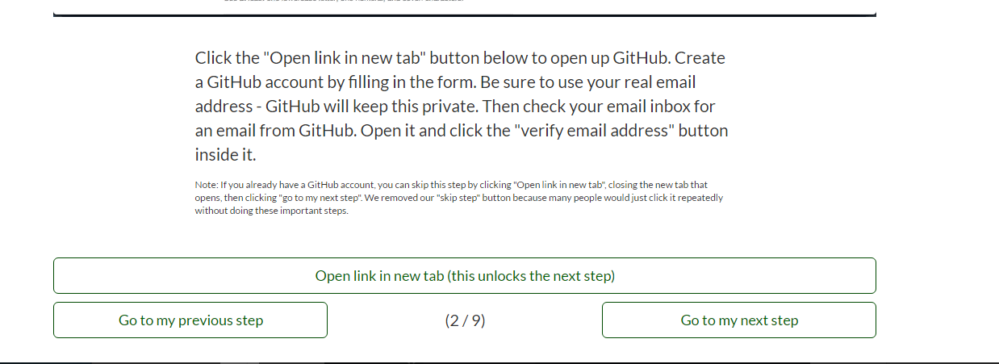 Click the "Open link in new tab" button below to open up GitHub. Create
a GitHub account by filling in the form. Be sure to use your real email
address - GitHub will keep this private. Then check your email inbox for
an email from GitHub. Open it and click the "verify email address" button
inside it.
Note: If you already have a GitHub account, you can skip this step by clicking "Open link in new tab", closing the new tab that
opens, then clicking "go to my next step". We removed our "skip step" button because many people would just click it repeatedly
without doing these important steps.
Open link in new tab (this unlocks the next step)
Go to my previous step
(2 / 9)
Go to my next step